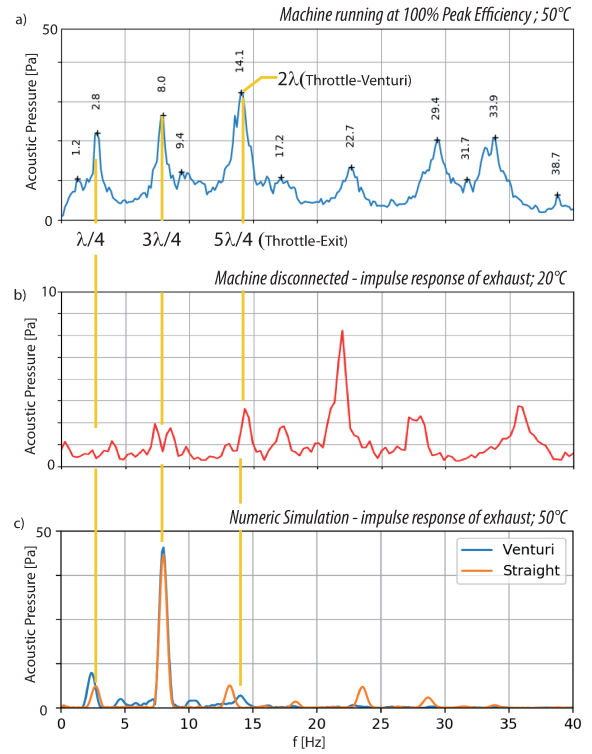 Machine running at 100% Peak Efficiency ; 50°C
a)
50
Acoustic Pressure [Pa]
1.2
2.8
8.0
9.4
14.1
2λ(Throttle-Venturi)
17.2
22.7
29.4
31.7
33.9
38.7
0
λ/4 3λ/4 5λ/4 (Throttle-Exit)
Machine disconnected - impulse response of exhaust; 20°C
b)
10
Acoustic Pressure [Pa]
0
Numeric Simulation - impulse response of exhaust; 50°C
c)
50
Acoustic Pressure [Pa]
Venturi
Straight
0
0 5 10 15 20 25 30 35 40
f [Hz]